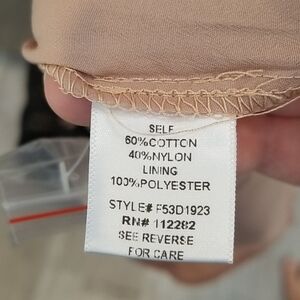 SELF
60%COTTON
40%NYLON
LINING
100%POLYESTER
STYLE# F53D1923
RN# 112282
SEE REVERSE
FOR CARE